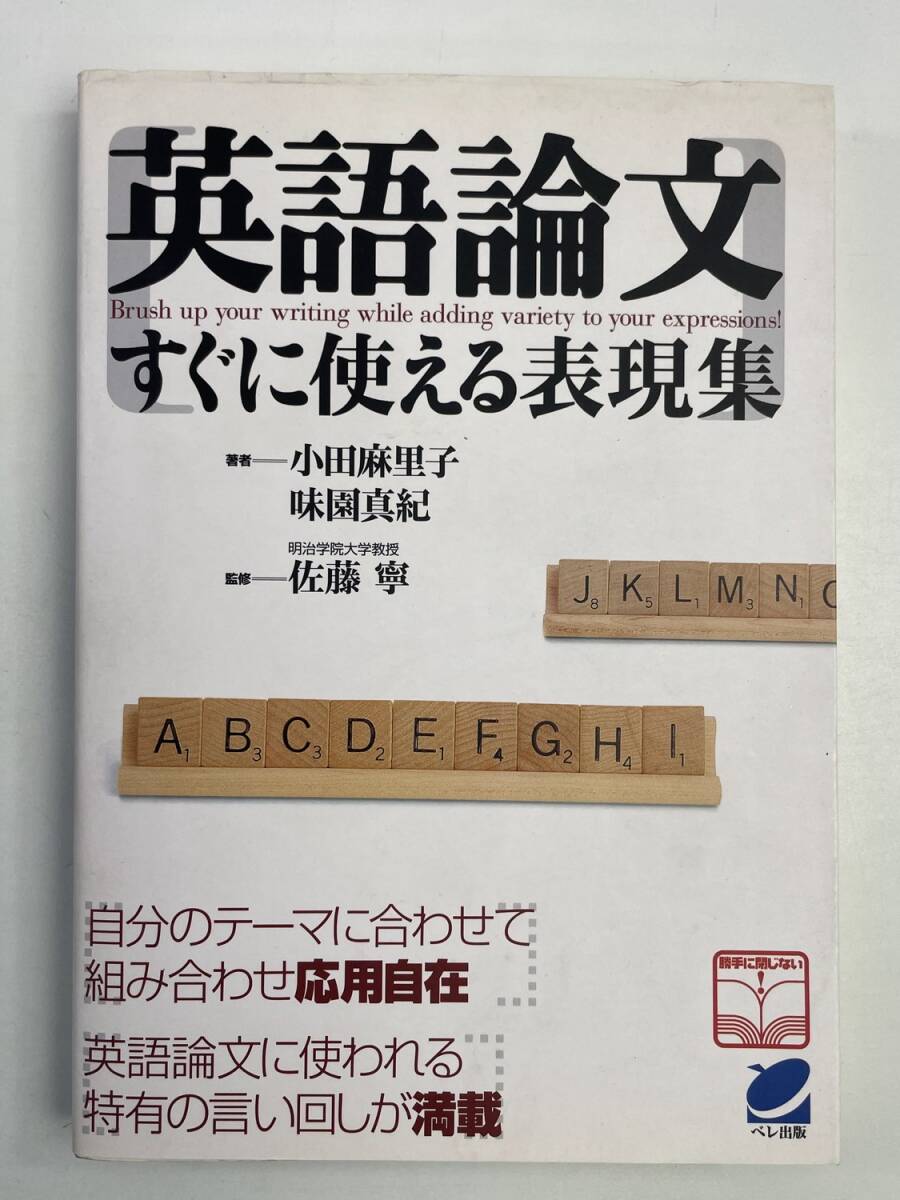 英語論文
Brush up your writing while adding variety to your expressions!
すぐに使える表現集
著者 小田麻里子
味園真紀
明治学院大学教授
監修 佐藤 寧
J8 K5 L1 M3 N1 O
A1 B3 C3 D2 E1 F4 G2 H4 I1
自分のテーマに合わせて
組み合わせ応用自在
英語論文に使われる
特有の言い回しが満載
勝手に閉じない
!
ベレ出版